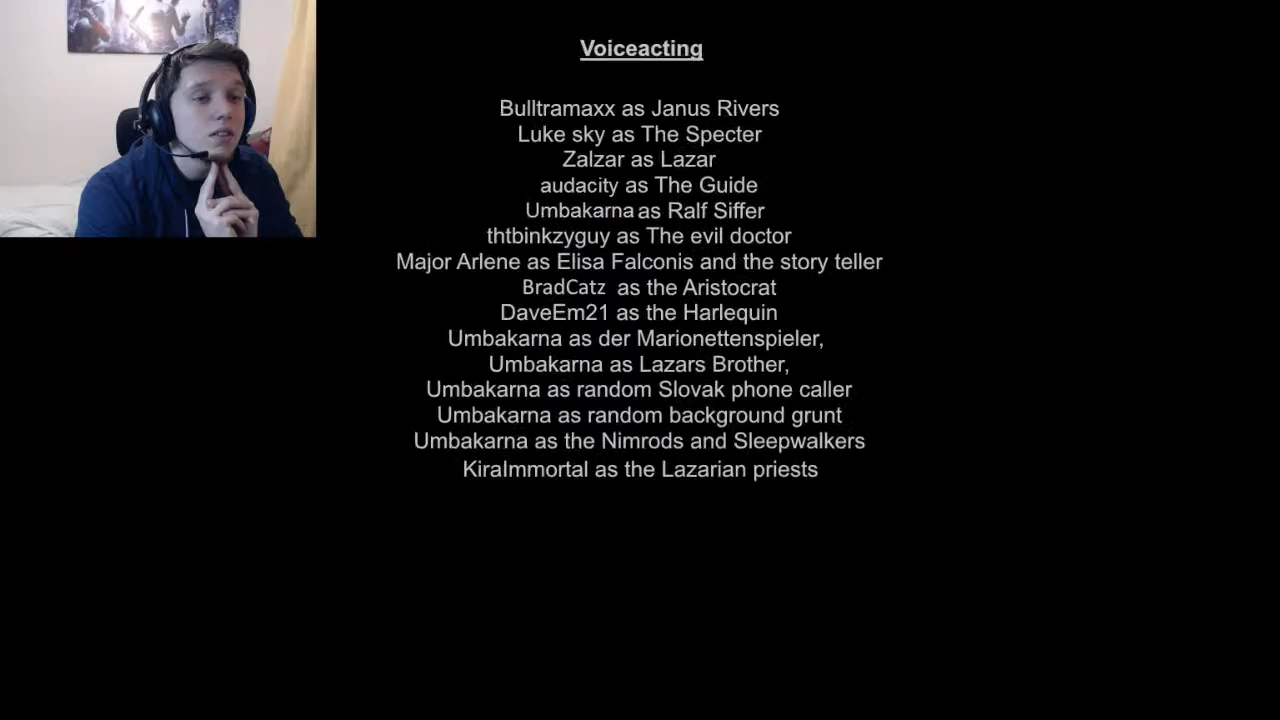 Voiceacting
Bulltramaxx as Janus Rivers
Luke sky as The Specter
Zalzar as Lazar
audacity as The Guide
Umbakarna as Ralf Siffer
thtbinkzyguy as The evil doctor
Major Arlene as Elisa Falconis and the story teller
BradCatz as the Aristocrat
DaveEm21 as the Harlequin
Umbakarna as der Marionettenspieler,
Umbakarna as Lazars Brother,
Umbakarna as random Slovak phone caller
Umbakarna as random background grunt
Umbakarna as the Nimrods and Sleepwalkers
KiraImmortal as the Lazarian priests